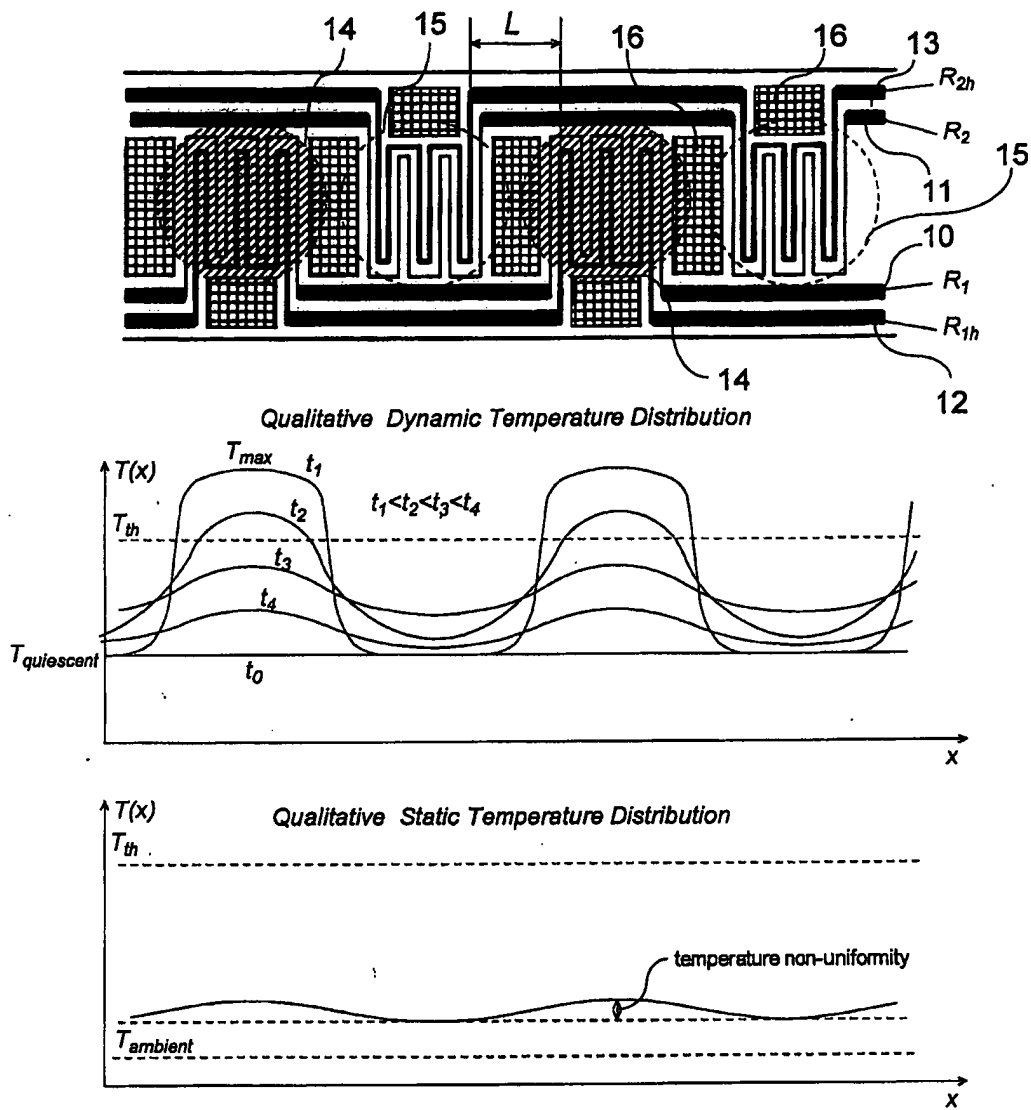 14
15
L
16
16
13
R2h
R2
11
15
10
R1
R1h
14
12
Qualitative Dynamic Temperature Distribution
T(x)
Tmax
t1
t2
t1<t2<t3<t4
Tth
t3
t4
Tquiescent
t0
x
T(x)
Qualitative Static Temperature Distribution
Tth
temperature non-uniformity
Tambient
x